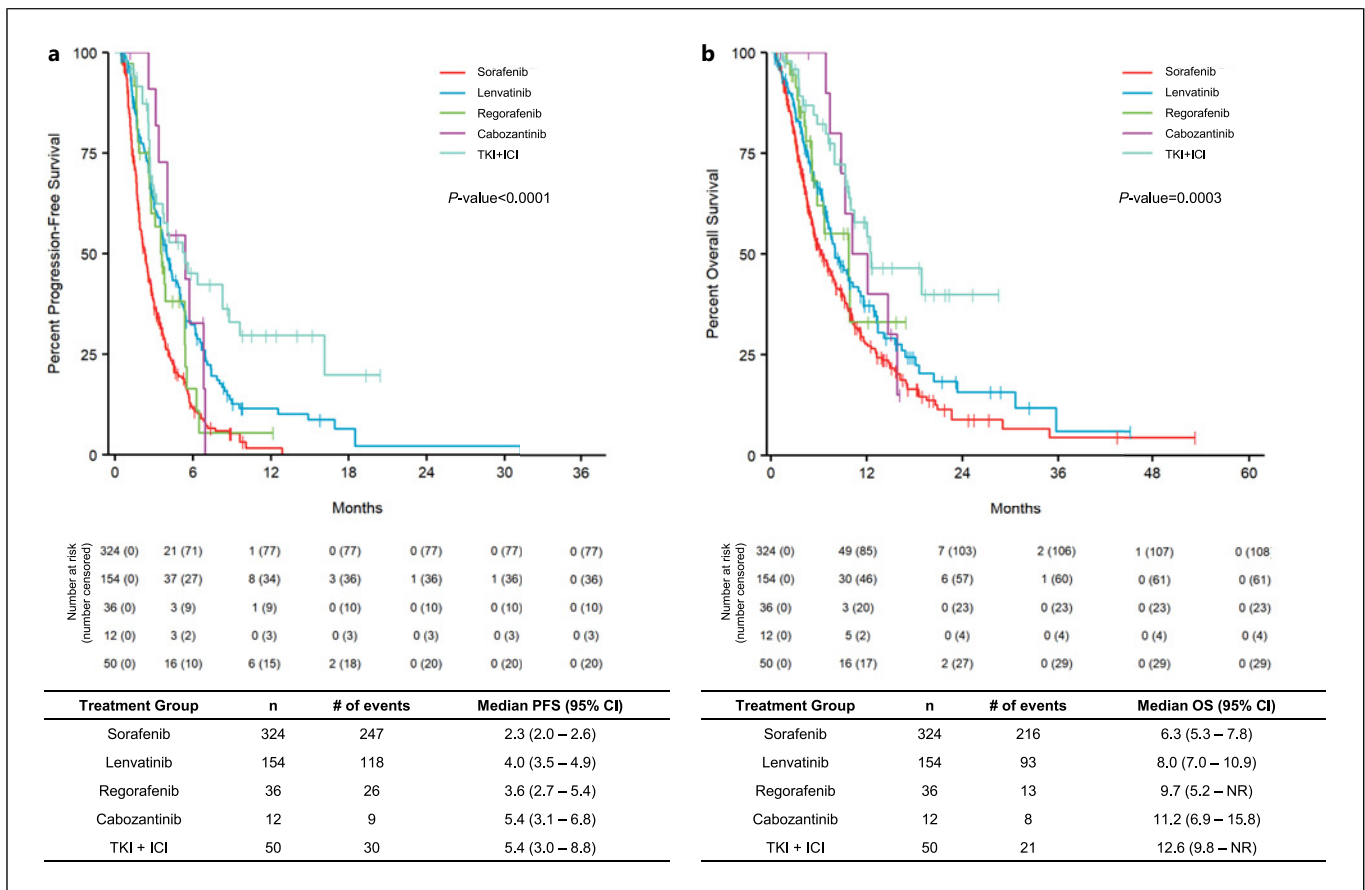 a
100
75
50
25
0
Percent Progression-Free Survival
Sorafenib
Lenvatinib
Regorafenib
Cabozantinib
TKI+ICI
P-value<0.0001
0 6 12 18 24 30 36
Months
Number at risk
(number censored)
324 (0) 21 (71) 1 (77) 0 (77) 0 (77) 0 (77) 0 (77)
154 (0) 37 (27) 8 (34) 3 (36) 1 (36) 1 (36) 0 (36)
36 (0) 3 (9) 1 (9) 0 (10) 0 (10) 0 (10) 0 (10)
12 (0) 3 (2) 0 (3) 0 (3) 0 (3) 0 (3) 0 (3)
50 (0) 16 (10) 6 (15) 2 (18) 0 (20) 0 (20) 0 (20)
Treatment Group n # of events Median PFS (95% CI)
Sorafenib 324 247 2.3 (2.0 – 2.6)
Lenvatinib 154 118 4.0 (3.5 – 4.9)
Regorafenib 36 26 3.6 (2.7 – 5.4)
Cabozantinib 12 9 5.4 (3.1 – 6.8)
TKI + ICI 50 30 5.4 (3.0 – 8.8)
b
100
75
50
25
0
Percent Overall Survival
Sorafenib
Lenvatinib
Regorafenib
Cabozantinib
TKI+ICI
P-value=0.0003
0 12 24 36 48 60
Months
Number at risk
(number censored)
324 (0) 49 (85) 7 (103) 2 (106) 1 (107) 0 (108
154 (0) 30 (46) 6 (57) 1 (60) 0 (61) 0 (61)
36 (0) 3 (20) 0 (23) 0 (23) 0 (23) 0 (23)
12 (0) 5 (2) 0 (4) 0 (4) 0 (4) 0 (4)
50 (0) 16 (17) 2 (27) 0 (29) 0 (29) 0 (29)
Treatment Group n # of events Median OS (95% CI)
Sorafenib 324 216 6.3 (5.3 – 7.8)
Lenvatinib 154 93 8.0 (7.0 – 10.9)
Regorafenib 36 13 9.7 (5.2 – NR)
Cabozantinib 12 8 11.2 (6.9 – 15.8)
TKI + ICI 50 21 12.6 (9.8 – NR)